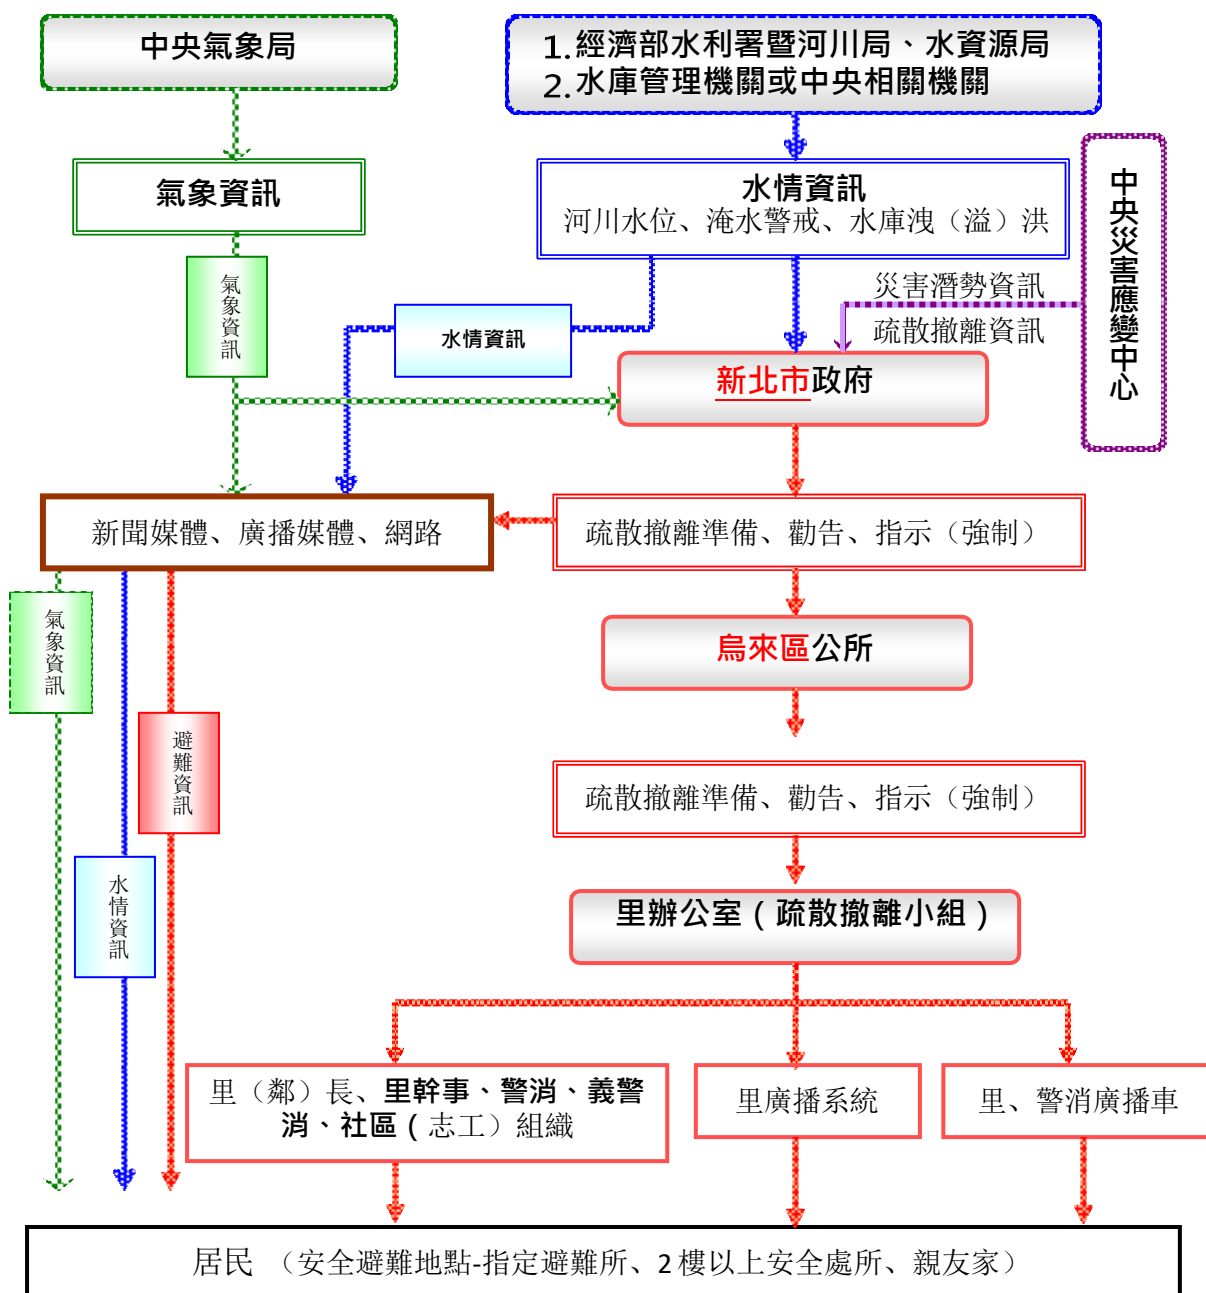 中央氣象局
1.經濟部水利署暨河川局、水資源局
2.水庫管理機關或中央相關機關
氣象資訊
水情資訊
河川水位、淹水警戒、水庫洩（溢）洪
中央災害應變中心
氣象資訊
水情資訊
災害潛勢資訊
疏散撤離資訊
新北市政府
新聞媒體、廣播媒體、網路
疏散撤離準備、勸告、指示（強制）
氣象資訊
烏來區公所
避難資訊
疏散撤離準備、勸告、指示（強制）
水情資訊
里辦公室（疏散撤離小組）
里（鄰）長、里幹事、警消、義警
消、社區（志工）組織
里廣播系統
里、警消廣播車
居民 （安全避難地點-指定避難所、2 樓以上安全處所、親友家）